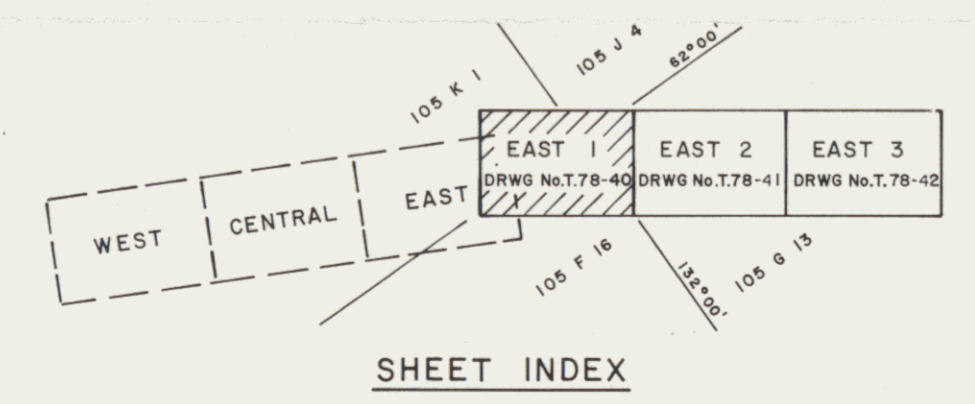 105 K 1
105 J 4
62°00'
EAST 1
DRWG No.T.78-40
EAST 2
DRWG No.T.78-41
EAST 3
DRWG No.T.78-42
WEST
CENTRAL
EAST
105 F 16
132°00'
105 G 13
SHEET INDEX